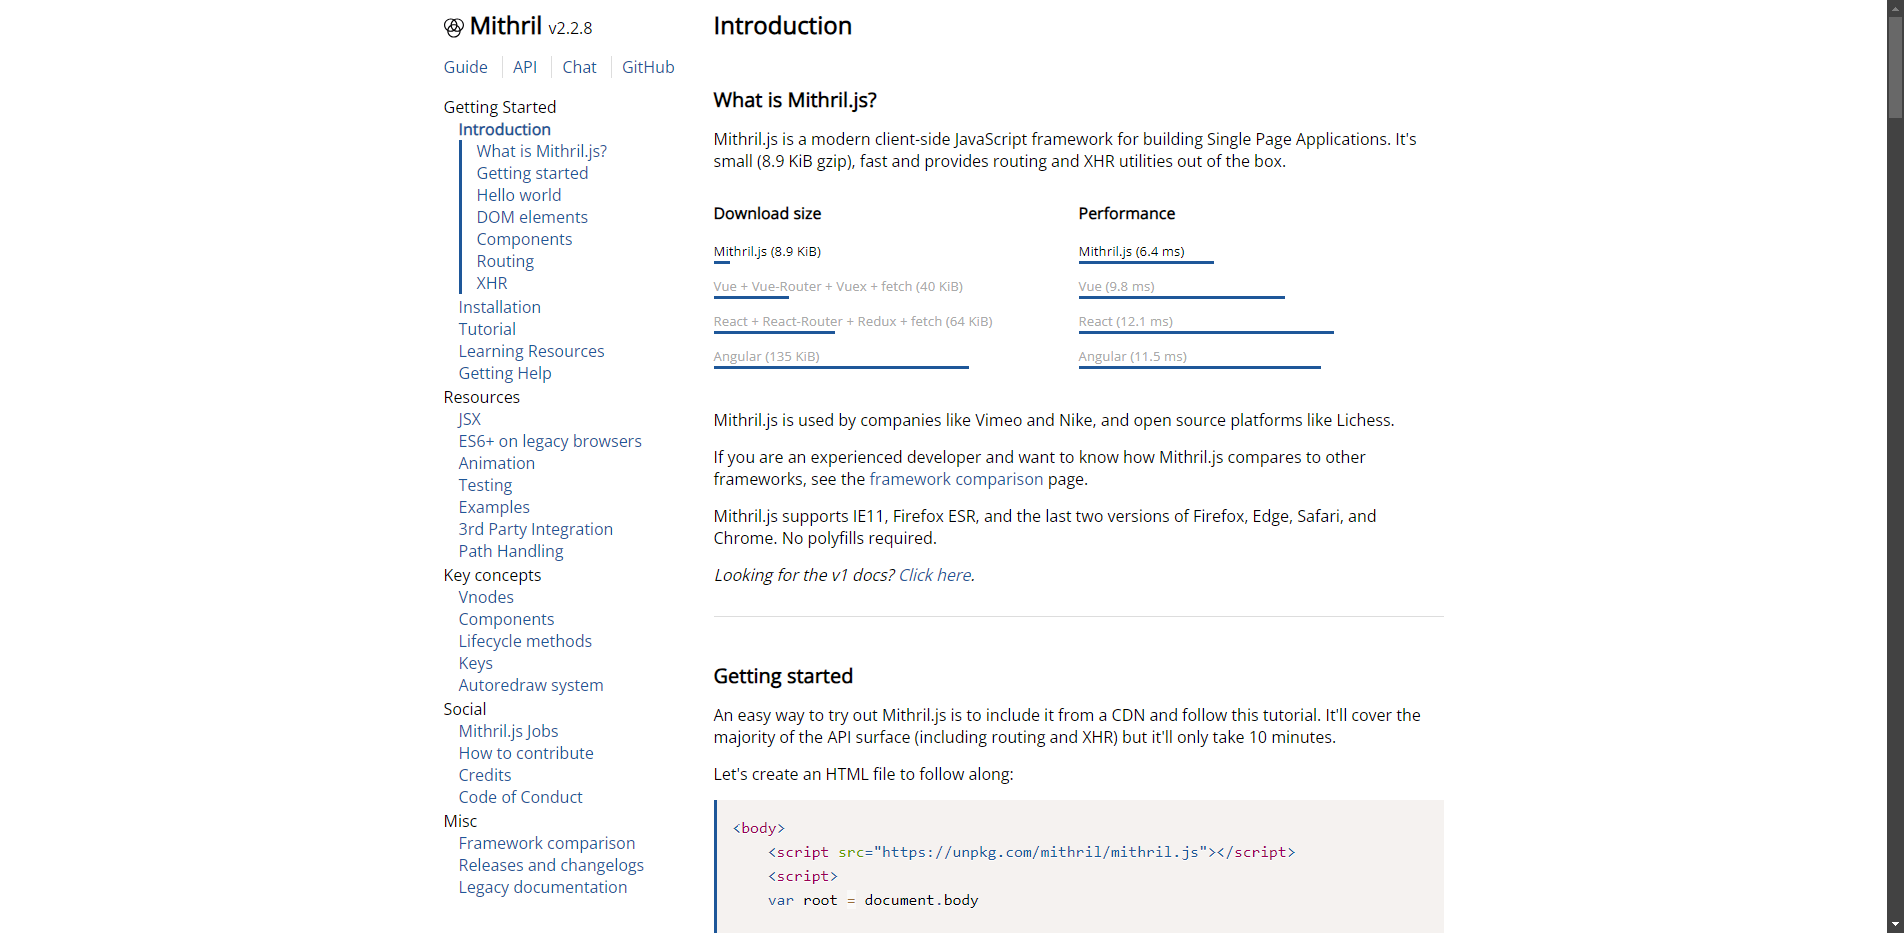 Mithril v2.2.8
Guide
API
Chat
GitHub
Getting Started
Introduction
What is Mithril.js?
Getting started
Hello world
DOM elements
Components
Routing
XHR
Installation
Tutorial
Learning Resources
Getting Help
Resources
JSX
ES6+ on legacy browsers
Animation
Testing
Examples
3rd Party Integration
Path Handling
Key concepts
Vnodes
Components
Lifecycle methods
Keys
Autoredraw system
Social
Mithril.js Jobs
How to contribute
Credits
Code of Conduct
Misc
Framework comparison
Releases and changelogs
Legacy documentation
Introduction
What is Mithril.js?
Mithril.js is a modern client-side JavaScript framework for building Single Page Applications. It's
small (8.9 KiB gzip), fast and provides routing and XHR utilities out of the box.
Download size
Mithril.js (8.9 KiB)
Vue + Vue-Router + Vuex + fetch (40 KiB)
React + React-Router + Redux + fetch (64 KiB)
Angular (135 KiB)
Performance
Mithril.js (6.4 ms)
Vue (9.8 ms)
React (12.1 ms)
Angular (11.5 ms)
Mithril.js is used by companies like Vimeo and Nike, and open source platforms like Lichess.
If you are an experienced developer and want to know how Mithril.js compares to other
frameworks, see the framework comparison page.
Mithril.js supports IE11, Firefox ESR, and the last two versions of Firefox, Edge, Safari, and
Chrome. No polyfills required.
Looking for the v1 docs? Click here.
Getting started
An easy way to try out Mithril.js is to include it from a CDN and follow this tutorial. It'll cover the
majority of the API surface (including routing and XHR) but it'll only take 10 minutes.
Let's create an HTML file to follow along:
<body>
<script src="https://unpkg.com/mithril/mithril.js"></script>
<script>
var root = document.body